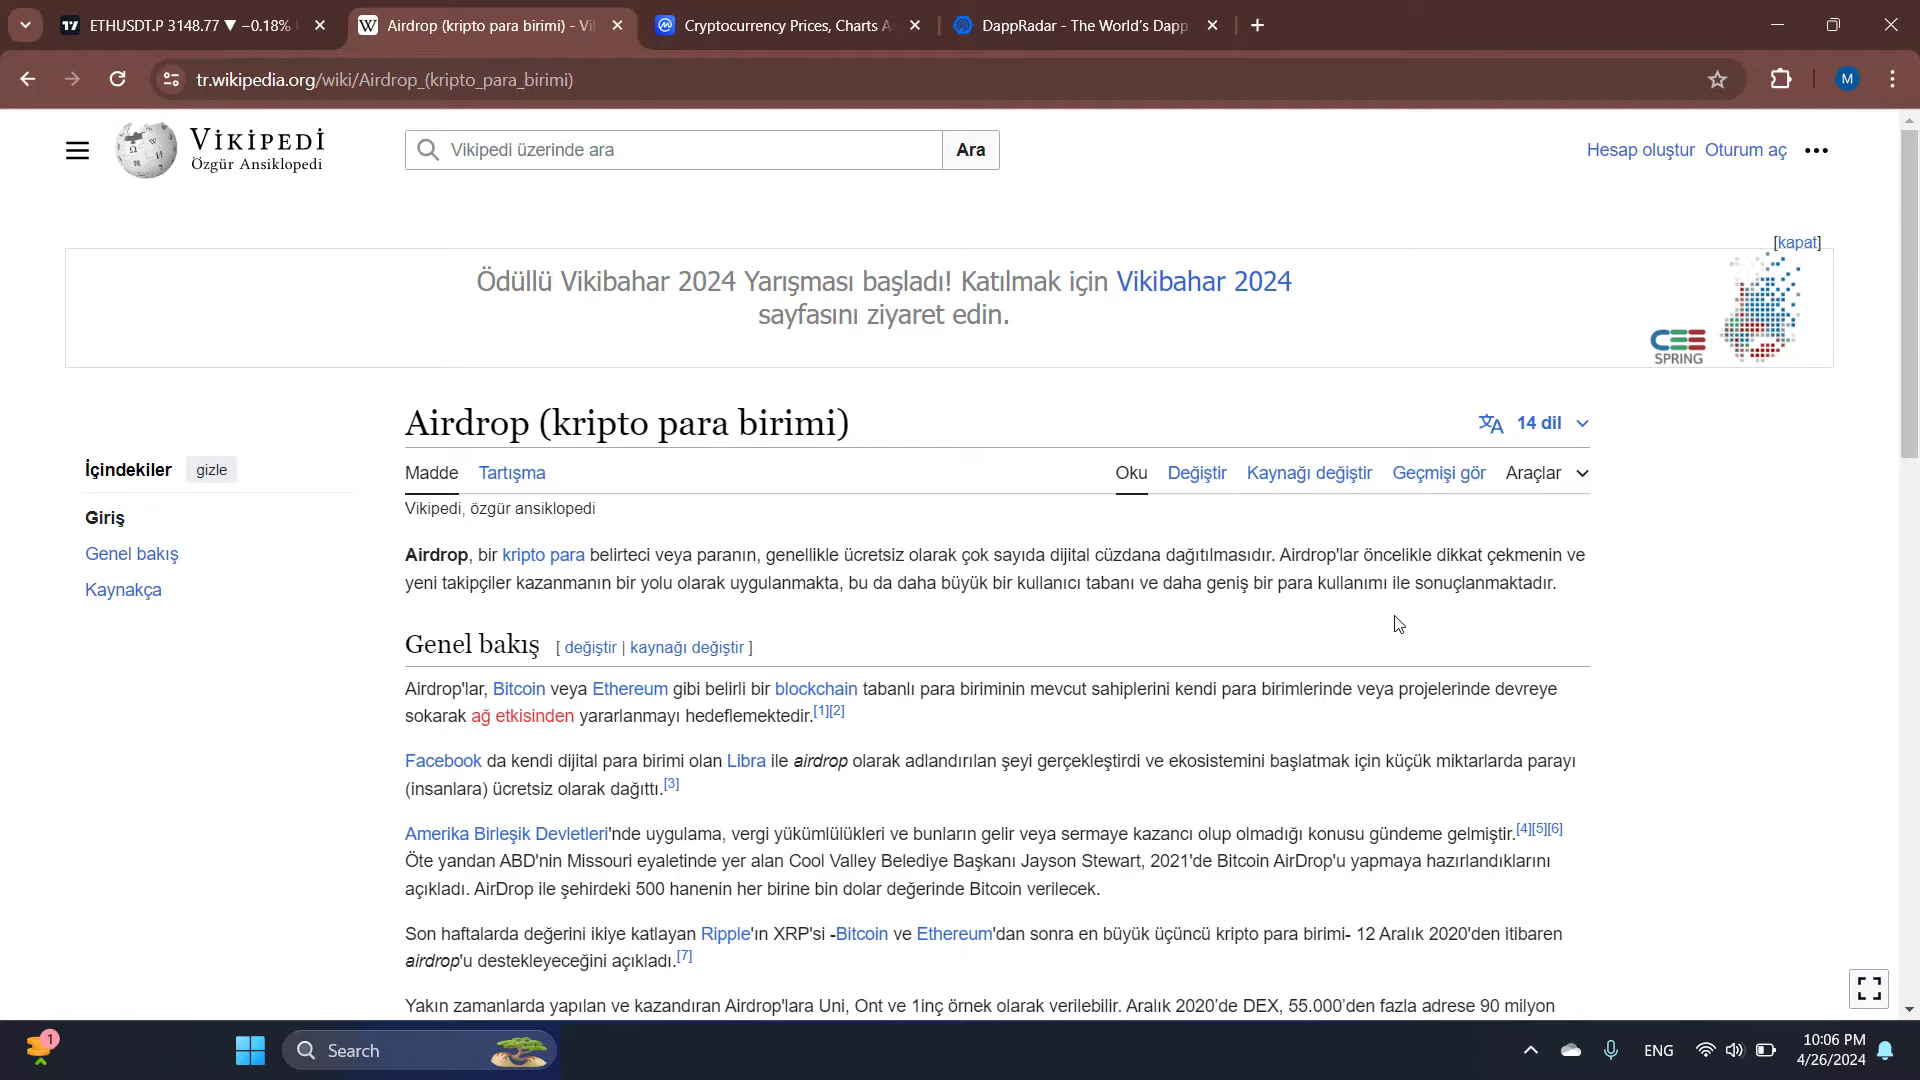 ETHUSDT.P 3148.77 ▼ −0.18%
Airdrop (kripto para birimi) - Vi
Cryptocurrency Prices, Charts A
DappRadar - The World's Dapp
tr.wikipedia.org/wiki/Airdrop_(kripto_para_birimi)
M
VİKİPEDİ
Özgür Ansiklopedi
Vikipedi üzerinde ara
Ara
Hesap oluştur Oturum aç
[kapat]
Ödüllü Vikibahar 2024 Yarışması başladı! Katılmak için Vikibahar 2024
sayfasını ziyaret edin.
CEE
SPRING
Airdrop (kripto para birimi)
14 dil
İçindekiler gizle
Giriş
Genel bakış
Kaynakça
Madde Tartışma Oku Değiştir Kaynağı değiştir Geçmişi gör Araçlar
Vikipedi, özgür ansiklopedi
Airdrop, bir kripto para belirteci veya paranın, genellikle ücretsiz olarak çok sayıda dijital cüzdana dağıtılmasıdır. Airdrop'lar öncelikle dikkat çekmenin ve
yeni takipçiler kazanmanın bir yolu olarak uygulanmakta, bu da daha büyük bir kullanıcı tabanı ve daha geniş bir para kullanımı ile sonuçlanmaktadır.
Genel bakış [ değiştir | kaynağı değiştir ]
Airdrop'lar, Bitcoin veya Ethereum gibi belirli bir blockchain tabanlı para biriminin mevcut sahiplerini kendi para birimlerinde veya projelerinde devreye
sokarak ağ etkisinden yararlanmayı hedeflemektedir.[1][2]
Facebook da kendi dijital para birimi olan Libra ile airdrop olarak adlandırılan şeyi gerçekleştirdi ve ekosistemini başlatmak için küçük miktarlarda parayı
(insanlara) ücretsiz olarak dağıttı.[3]
Amerika Birleşik Devletleri'nde uygulama, vergi yükümlülükleri ve bunların gelir veya sermaye kazancı olup olmadığı konusu gündeme gelmiştir.[4][5][6]
Öte yandan ABD'nin Missouri eyaletinde yer alan Cool Valley Belediye Başkanı Jayson Stewart, 2021'de Bitcoin AirDrop'u yapmaya hazırlandıklarını
açıkladı. AirDrop ile şehirdeki 500 hanenin her birine bin dolar değerinde Bitcoin verilecek.
Son haftalarda değerini ikiye katlayan Ripple'ın XRP'si -Bitcoin ve Ethereum'dan sonra en büyük üçüncü kripto para birimi- 12 Aralık 2020'den itibaren
airdrop'u destekleyeceğini açıkladı.[7]
Yakın zamanlarda yapılan ve kazandıran Airdrop'lara Uni, Ont ve 1inç örnek olarak verilebilir. Aralık 2020'de DEX, 55.000'den fazla adrese 90 milyon
1
Search
ENG
10:06 PM
4/26/2024